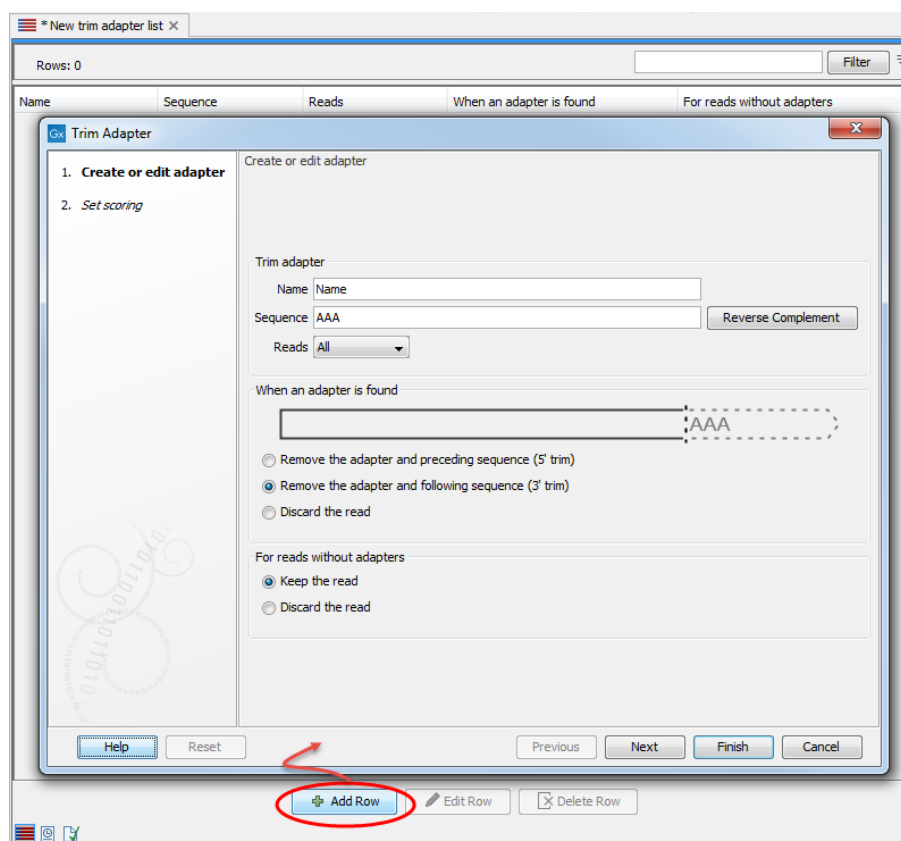 * New trim adapter list
Rows: 0
Filter
Name Sequence Reads When an adapter is found For reads without adapters
Gx Trim Adapter
1. Create or edit adapter
2. Set scoring
Create or edit adapter
Trim adapter
Name Name
Sequence AAA Reverse Complement
Reads All
When an adapter is found
AAA
Remove the adapter and preceding sequence (5' trim)
Remove the adapter and following sequence (3' trim)
Discard the read
For reads without adapters
Keep the read
Discard the read
Help Reset Previous Next Finish Cancel
Add Row Edit Row Delete Row